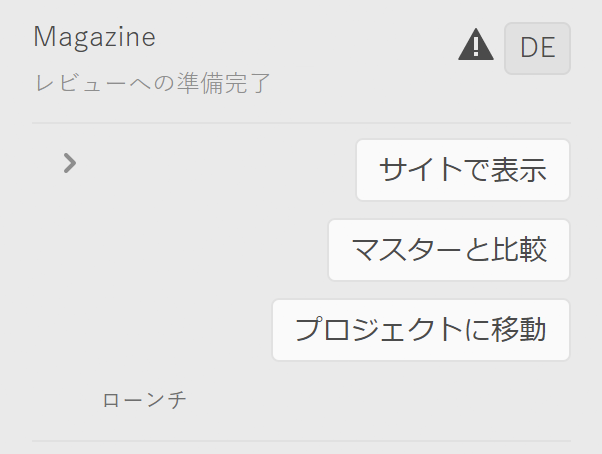 Magazine
DE
レビューへの準備完了
サイトで表示
マスターと比較
プロジェクトに移動
ローンチ